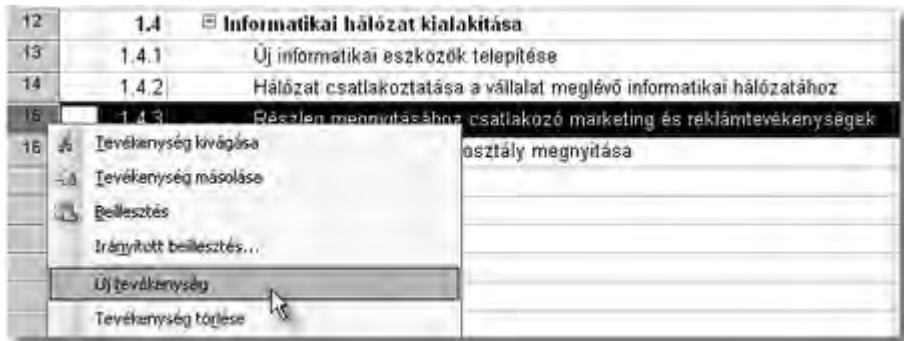 12 1.4 Informatikai hálózat kialakítása
13 1.4.1 Új informatikai eszközök telepítése
14 1.4.2 Hálózat csatlakoztatása a vállalat meglévő informatikai hálózatához
15 1.4.3 Részleg megnyitásához csatlakozó marketing és reklámtevékenységek
16 osztály megnyitása
Tevékenység kivágása
Tevékenység másolása
Beillesztés
Irányított beillesztés...
Új tevékenység
Tevékenység törlése